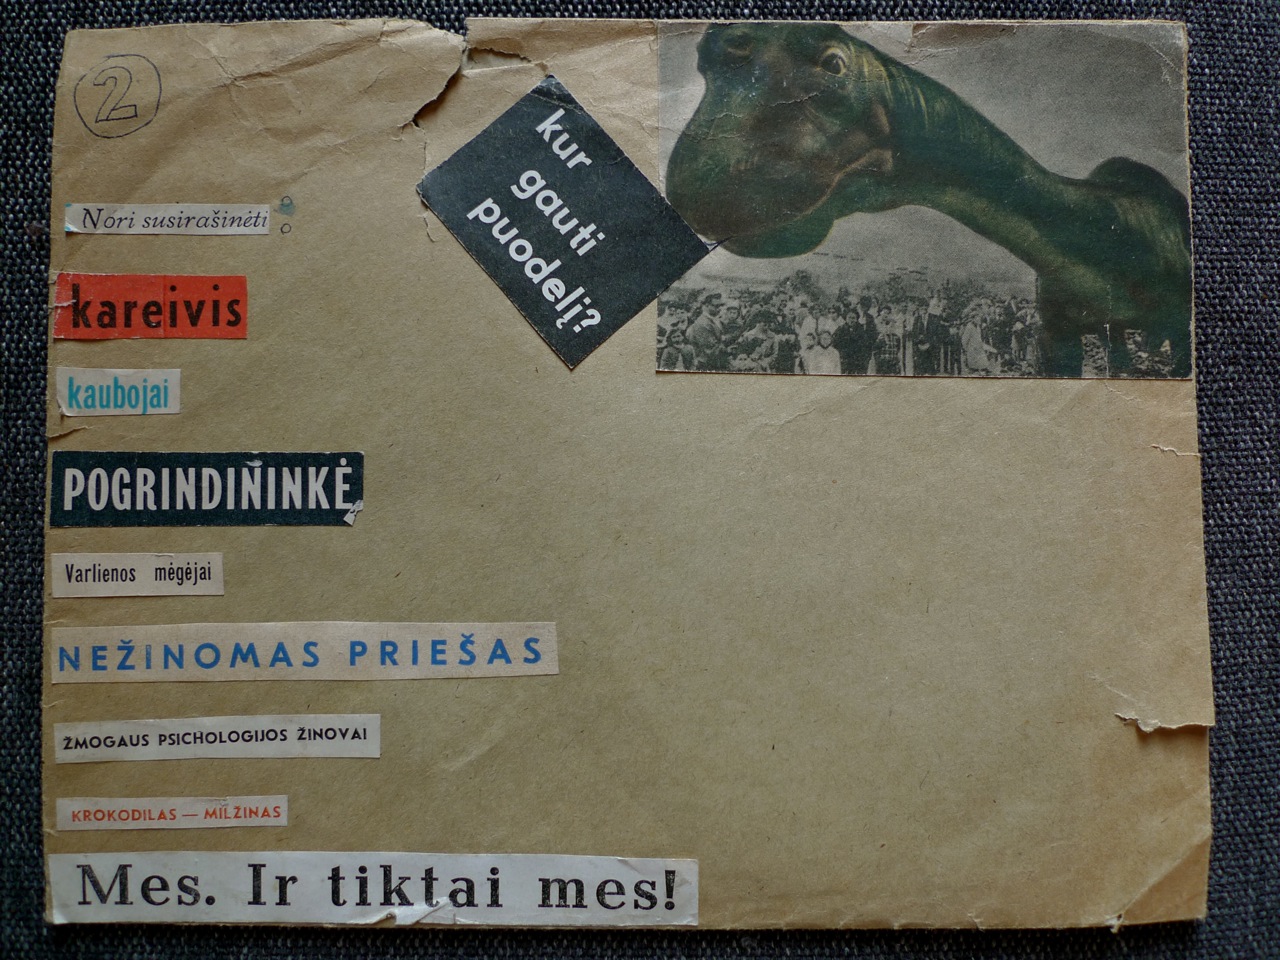 2
kur
gauti
puodelį?
Nori susirašinėti:
kareivis
kaubojai
POGRINDININKĖ
Varlienos mėgėjai
NEŽINOMAS PRIEŠAS
ŽMOGAUS PSICHOLOGIJOS ŽINOVAI
KROKODILAS — MILŽINAS
Mes. Ir tiktai mes!